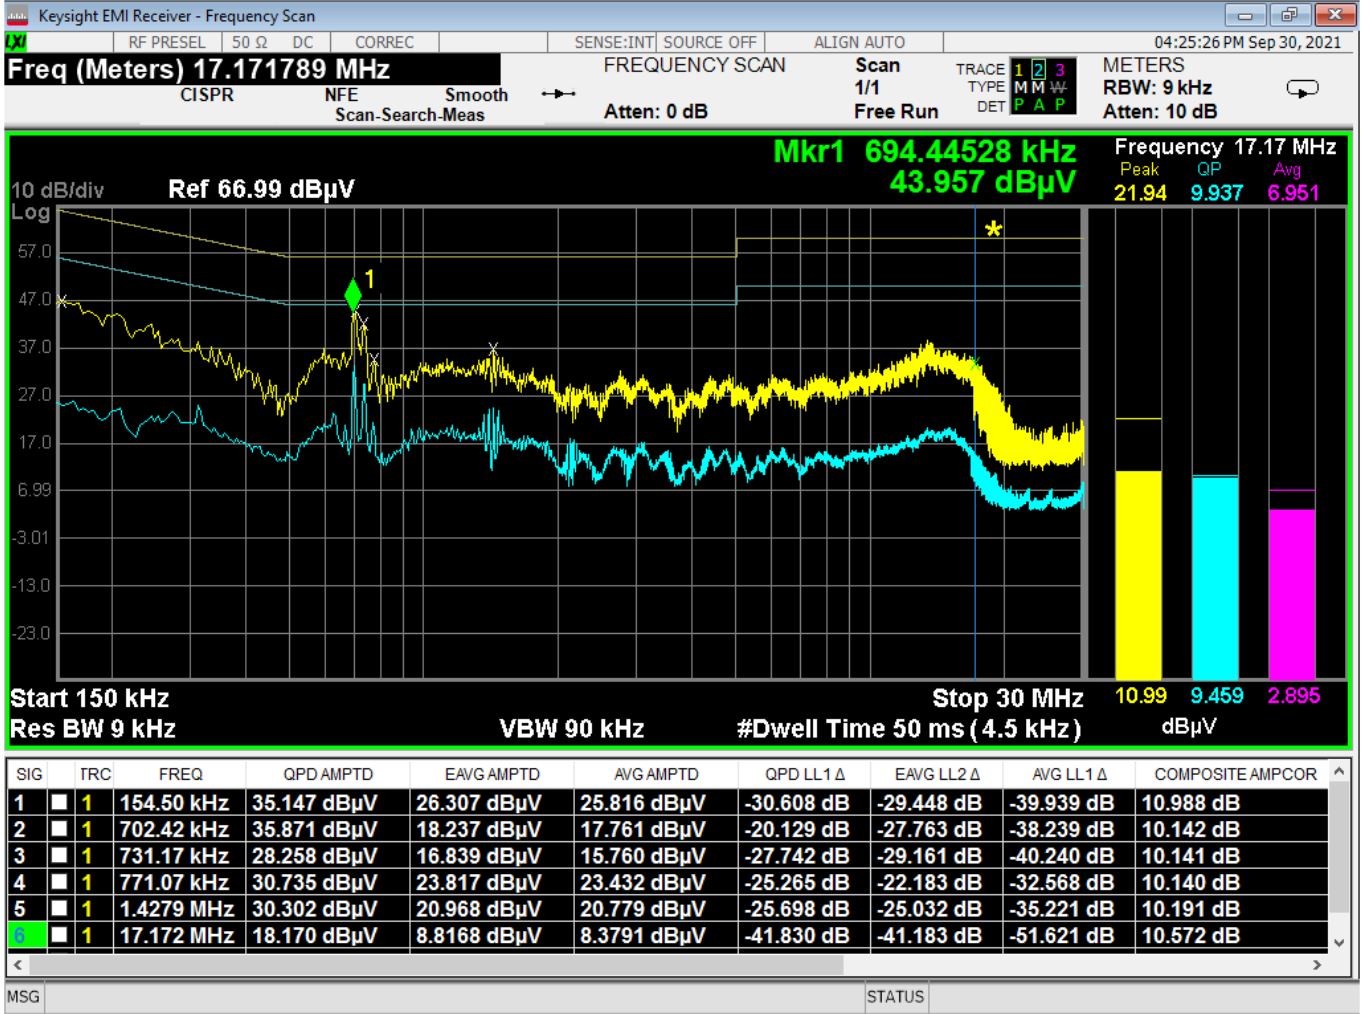 Keysight EMI Receiver - Frequency Scan
LXI RF PRESEL 50 Ω DC CORREC SENSE:INT SOURCE OFF ALIGN AUTO 04:25:26 PM Sep 30, 2021
Freq (Meters) 17.171789 MHz FREQUENCY SCAN Scan TRACE 1 2 3 METERS
CISPR NFE Smooth 1/1 TYPE M M W RBW: 9 kHz
Scan-Search-Meas Atten: 0 dB Free Run DET P A P Atten: 10 dB
Mkr1 694.44528 kHz Frequency 17.17 MHz
43.957 dBµV Peak QP Avg
10 dB/div Ref 66.99 dBµV 21.94 9.937 6.951
Log
*
57.0
1
47.0
37.0
27.0
17.0
6.99
-3.01
-13.0
-23.0
Start 150 kHz Stop 30 MHz 10.99 9.459 2.895
Res BW 9 kHz VBW 90 kHz #Dwell Time 50 ms (4.5 kHz) dBµV
SIG TRC FREQ QPD AMPTD EAVG AMPTD AVG AMPTD QPD LL1 Δ EAVG LL2 Δ AVG LL1 Δ COMPOSITE AMPCOR
1 1 154.50 kHz 35.147 dBµV 26.307 dBµV 25.816 dBµV -30.608 dB -29.448 dB -39.939 dB 10.988 dB
2 1 702.42 kHz 35.871 dBµV 18.237 dBµV 17.761 dBµV -20.129 dB -27.763 dB -38.239 dB 10.142 dB
3 1 731.17 kHz 28.258 dBµV 16.839 dBµV 15.760 dBµV -27.742 dB -29.161 dB -40.240 dB 10.141 dB
4 1 771.07 kHz 30.735 dBµV 23.817 dBµV 23.432 dBµV -25.265 dB -22.183 dB -32.568 dB 10.140 dB
5 1 1.4279 MHz 30.302 dBµV 20.968 dBµV 20.779 dBµV -25.698 dB -25.032 dB -35.221 dB 10.191 dB
6 1 17.172 MHz 18.170 dBµV 8.8168 dBµV 8.3791 dBµV -41.830 dB -41.183 dB -51.621 dB 10.572 dB
MSG STATUS